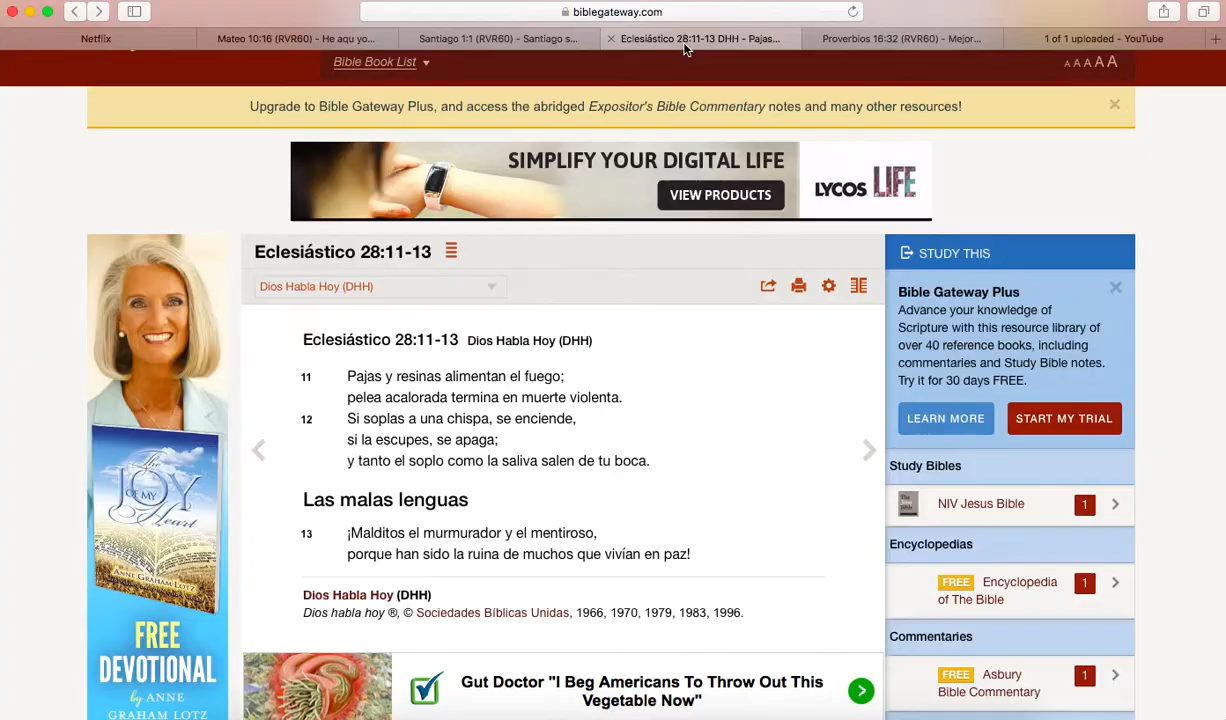 biblegateway.com
Netflix
Mateo 10:16 (RVR60) - He aqu yo...
Santiago 1:1 (RVR60) - Santiago s...
Eclesiástico 28:11-13 DHH - Pajas...
Proverbios 16:32 (RVR60) - Mejor...
1 of 1 uploaded - YouTube
Bible Book List
A A A A A
Upgrade to Bible Gateway Plus, and access the abridged Expositor's Bible Commentary notes and many other resources!
SIMPLIFY YOUR DIGITAL LIFE
VIEW PRODUCTS
LYCOS LIFE
Eclesiástico 28:11-13
Dios Habla Hoy (DHH)
Eclesiástico 28:11-13 Dios Habla Hoy (DHH)
11 Pajas y resinas alimentan el fuego;
pelea acalorada termina en muerte violenta.
12 Si soplas a una chispa, se enciende,
si la escupes, se apaga;
y tanto el soplo como la saliva salen de tu boca.
Las malas lenguas
13 ¡Malditos el murmurador y el mentiroso,
porque han sido la ruina de muchos que vivían en paz!
Dios Habla Hoy (DHH)
Dios habla hoy ®, © Sociedades Bíblicas Unidas, 1966, 1970, 1979, 1983, 1996.
Gut Doctor "I Beg Americans To Throw Out This
Vegetable Now"
The
JOY
OF MY
Heart
ANNE GRAHAM LOTZ
FREE
DEVOTIONAL
by ANNE
GRAHAM LOTZ
STUDY THIS
Bible Gateway Plus
Advance your knowledge of
Scripture with this resource library of
over 40 reference books, including
commentaries and Study Bible notes.
Try it for 30 days FREE.
LEARN MORE
START MY TRIAL
Study Bibles
NIV Jesus Bible 1
Encyclopedias
FREE Encyclopedia 1
of The Bible
Commentaries
FREE Asbury 1
Bible Commentary